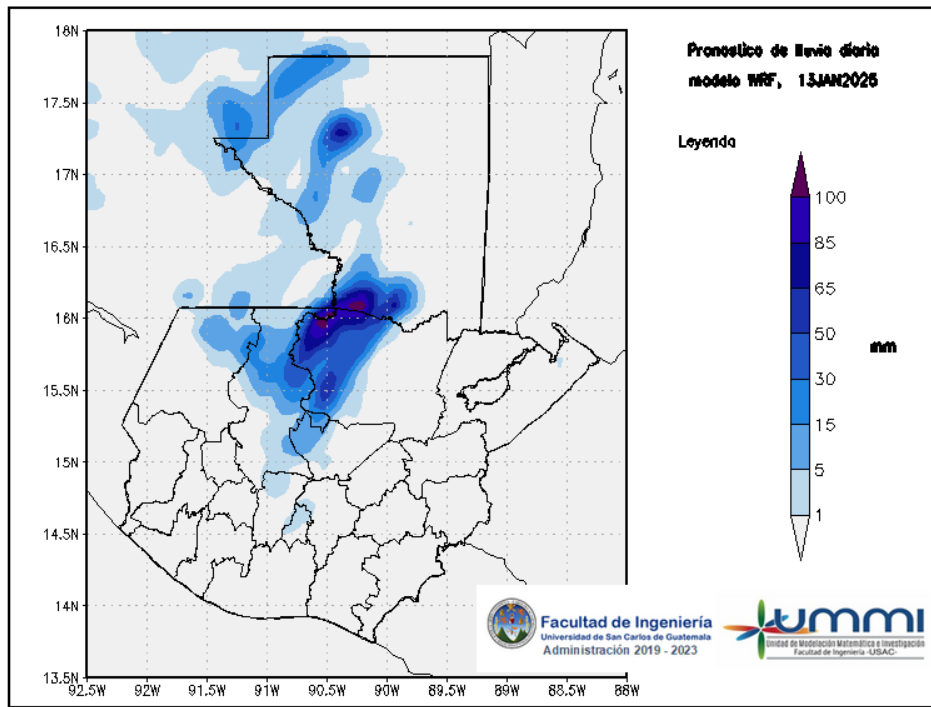 Pronostico de lluvia diaria
modelo WRF, 13JAN2025
Leyenda
100
85
65
50
30
15
5
1
mm
18N
17.5N
17N
16.5N
16N
15.5N
15N
14.5N
14N
13.5N
92.5W 92W 91.5W 91W 90.5W 90W 89.5W 89W 88.5W 88W
Facultad de Ingeniería
Universidad de San Carlos de Guatemala
Administración 2019 - 2023
UMMI
Unidad de Modelación Matemática e Investigación
Facultad de Ingeniería -USAC-